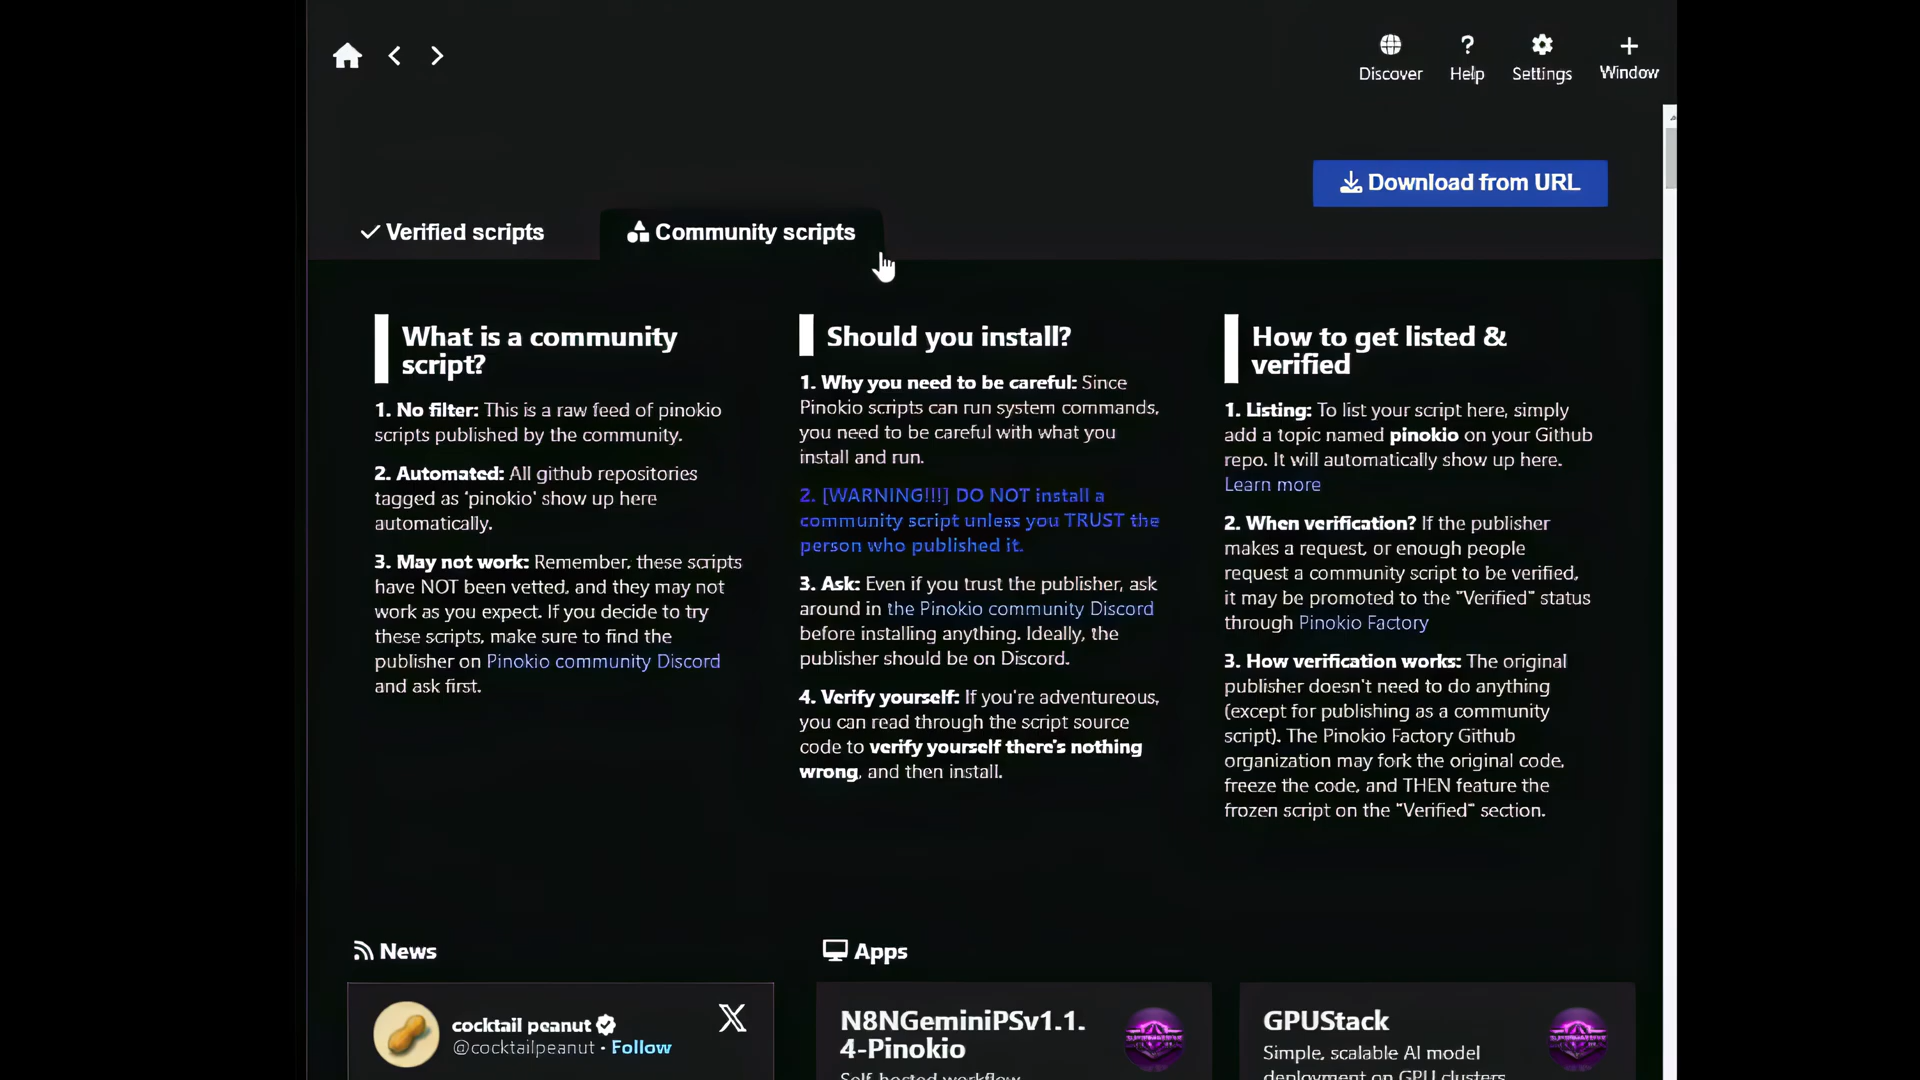 Discover
Help
Settings
Window
Download from URL
Verified scripts
Community scripts
What is a community
script?
1. No filter: This is a raw feed of pinokio
scripts published by the community.
2. Automated: All github repositories
tagged as 'pinokio' show up here
automatically.
3. May not work: Remember, these scripts
have NOT been vetted, and they may not
work as you expect. If you decide to try
these scripts, make sure to find the
publisher on Pinokio community Discord
and ask first.
Should you install?
1. Why you need to be careful: Since
Pinokio scripts can run system commands,
you need to be careful with what you
install and run.
2. [WARNING!!!] DO NOT install a
community script unless you TRUST the
person who published it.
3. Ask: Even if you trust the publisher, ask
around in the Pinokio community Discord
before installing anything. Ideally, the
publisher should be on Discord.
4. Verify yourself: If you're adventureous,
you can read through the script source
code to verify yourself there's nothing
wrong, and then install.
How to get listed &
verified
1. Listing: To list your script here, simply
add a topic named pinokio on your Github
repo. It will automatically show up here.
Learn more
2. When verification? If the publisher
makes a request, or enough people
request a community script to be verified,
it may be promoted to the "Verified" status
through Pinokio Factory
3. How verification works: The original
publisher doesn't need to do anything
(except for publishing as a community
script). The Pinokio Factory Github
organization may fork the original code,
freeze the code, and THEN feature the
frozen script on the "Verified" section.
News
cocktail peanut
@cocktailpeanut · Follow
Apps
N8NGeminiPSv1.1.
4-Pinokio
Self-hosted workflow
GPUStack
Simple, scalable AI model
deployment on GPU clusters